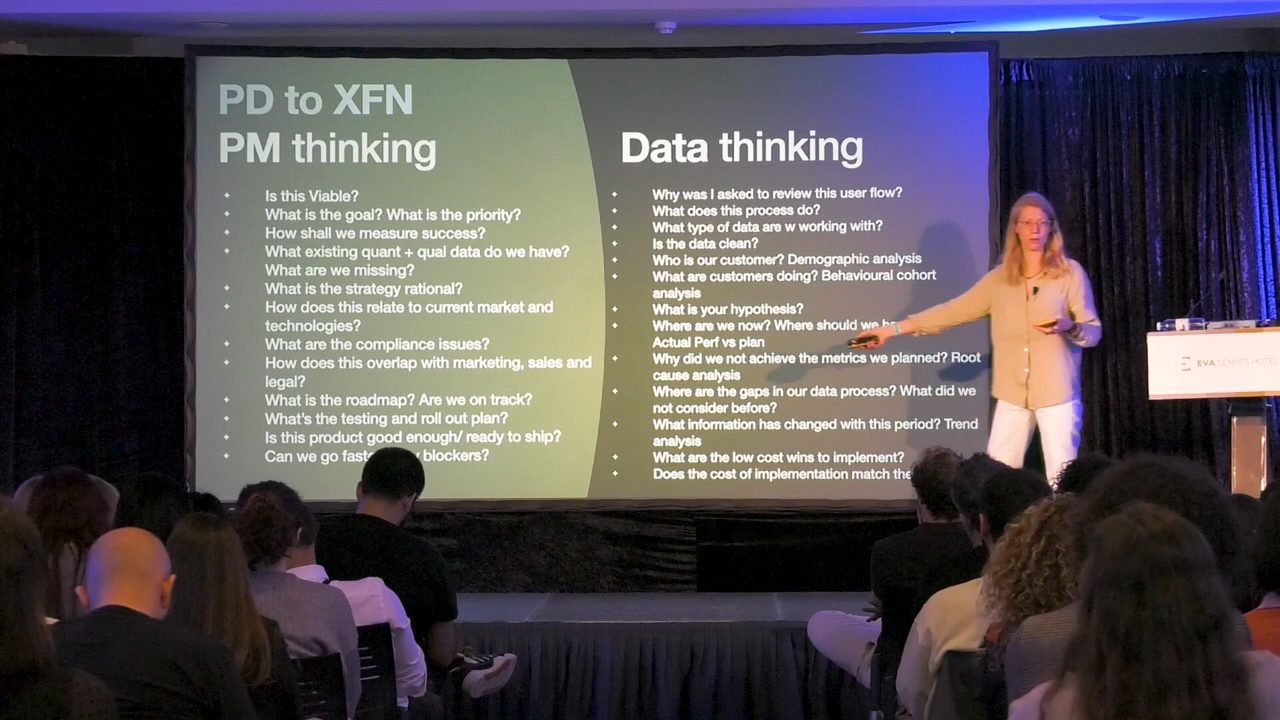 PD to XFN
PM thinking
Is this Viable?
What is the goal? What is the priority?
How shall we measure success?
What existing quant + qual data do we have?
What are we missing?
What is the strategy rational?
How does this relate to current market and
technologies?
What are the compliance issues?
How does this overlap with marketing, sales and
legal?
What is the roadmap? Are we on track?
What's the testing and roll out plan?
Is this product good enough/ ready to ship?
Can we go blockers?
Data thinking
Why was I asked to review this user flow?
What does this process do?
What type of data are w working with?
Is the data clean?
Who is our customer? Demographic analysis
What are customers doing? Behavioural cohort
analysis
What is your hypothesis?
Where are we now? Where should we
Actual Perf vs plan
Why did we not achieve the metrics we planned? Root
cause analysis
Where are the gaps in our data process? What did we
not consider before?
What information has changed with this period? Trend
analysis
What are the low cost wins to implement?
Does the cost of implementation match the
EVA SENSES HOTEL